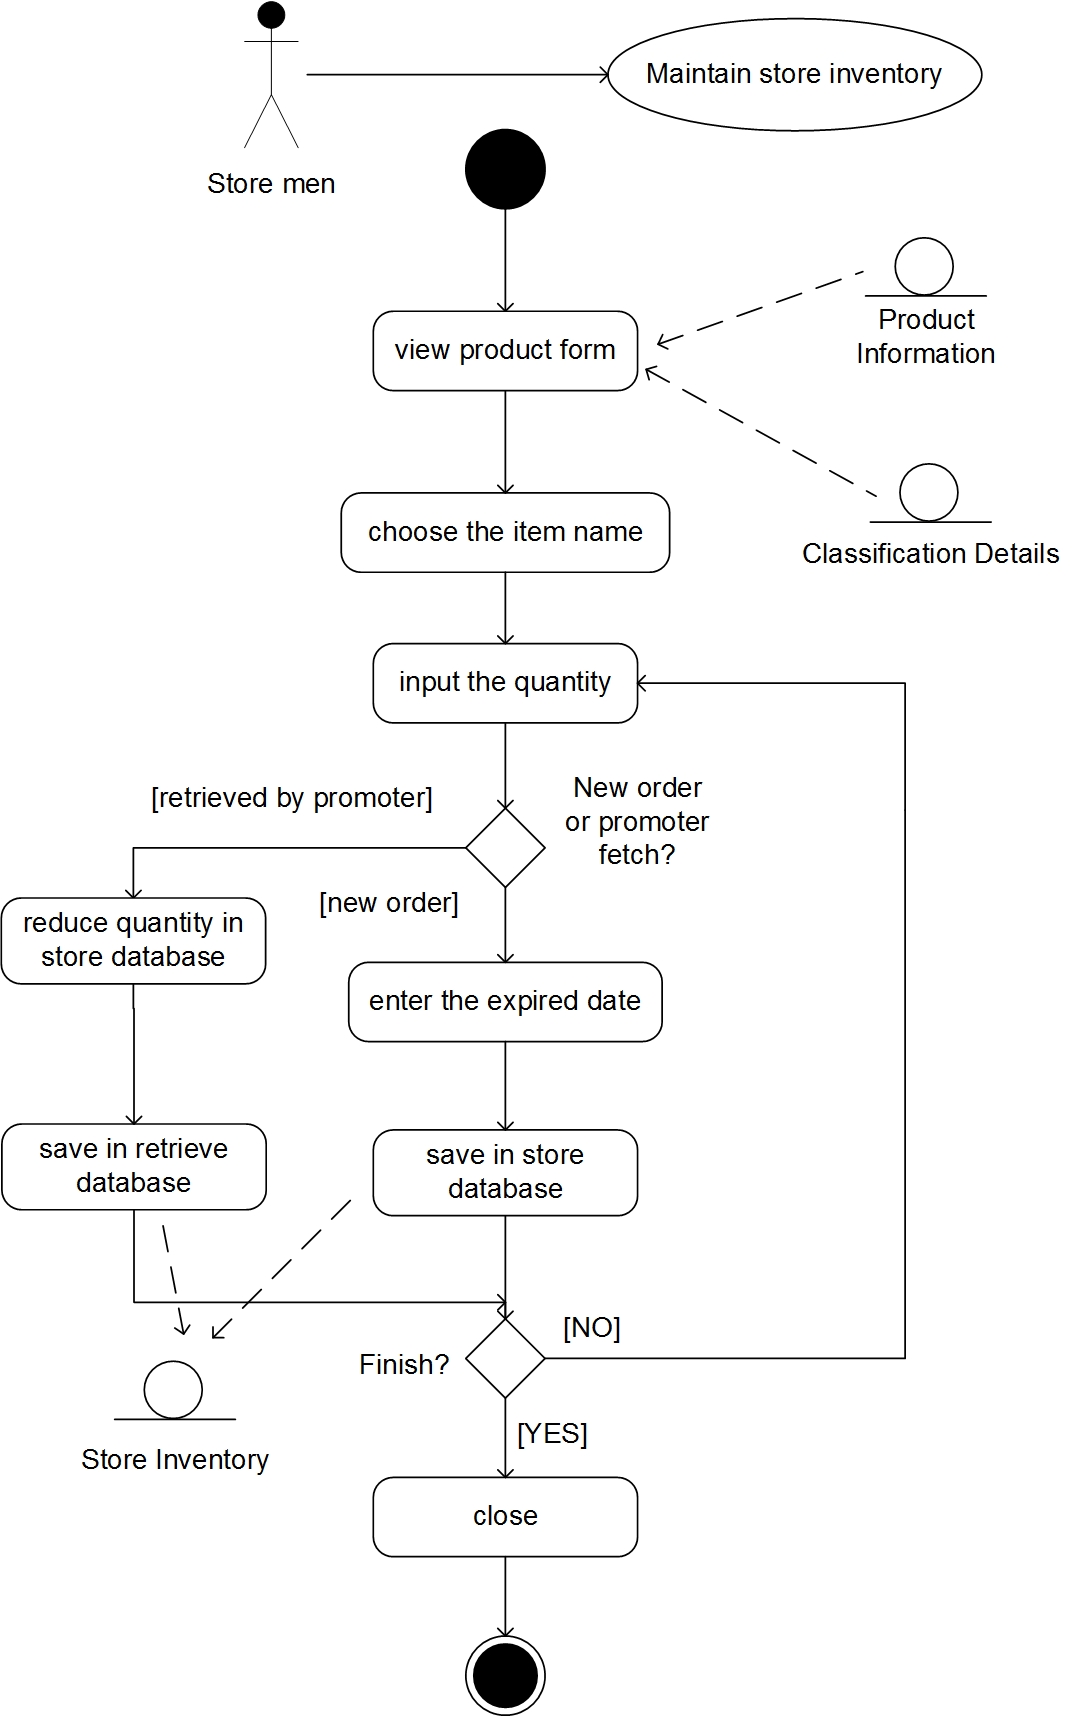 Maintain store inventory
Store men
Product
Information
view product form
choose the item name
Classification Details
input the quantity
New order
or promoter
fetch?
[retrieved by promoter]
[new order]
reduce quantity in
store database
enter the expired date
save in retrieve
database
save in store
database
[NO]
Finish?
[YES]
Store Inventory
close